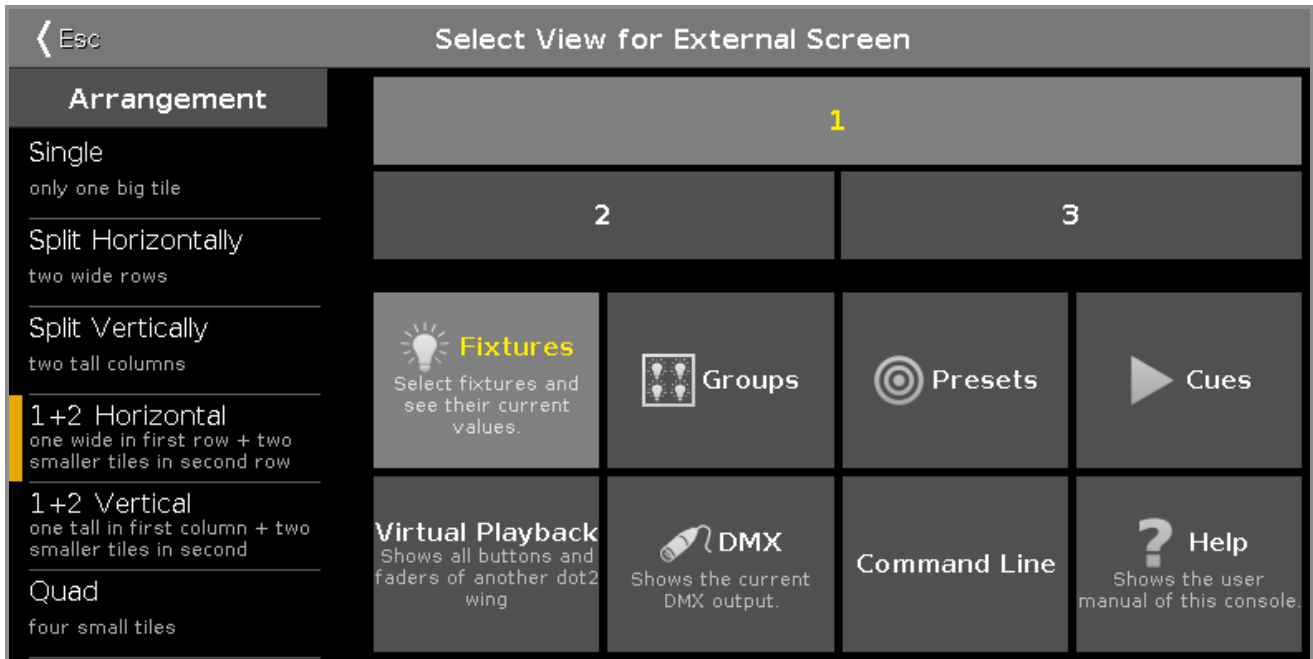 Esc
Select View for External Screen
Arrangement
Single
only one big tile
Split Horizontally
two wide rows
Split Vertically
two tall columns
1+2 Horizontal
one wide in first row + two
smaller tiles in second row
1+2 Vertical
one tall in first column + two
smaller tiles in second
Quad
four small tiles
1
2
3
Fixtures
Select fixtures and
see their current
values.
Groups
Presets
Cues
Virtual Playback
Shows all buttons and
faders of another dot2
wing
DMX
Shows the current
DMX output.
Command Line
Help
Shows the user
manual of this console.